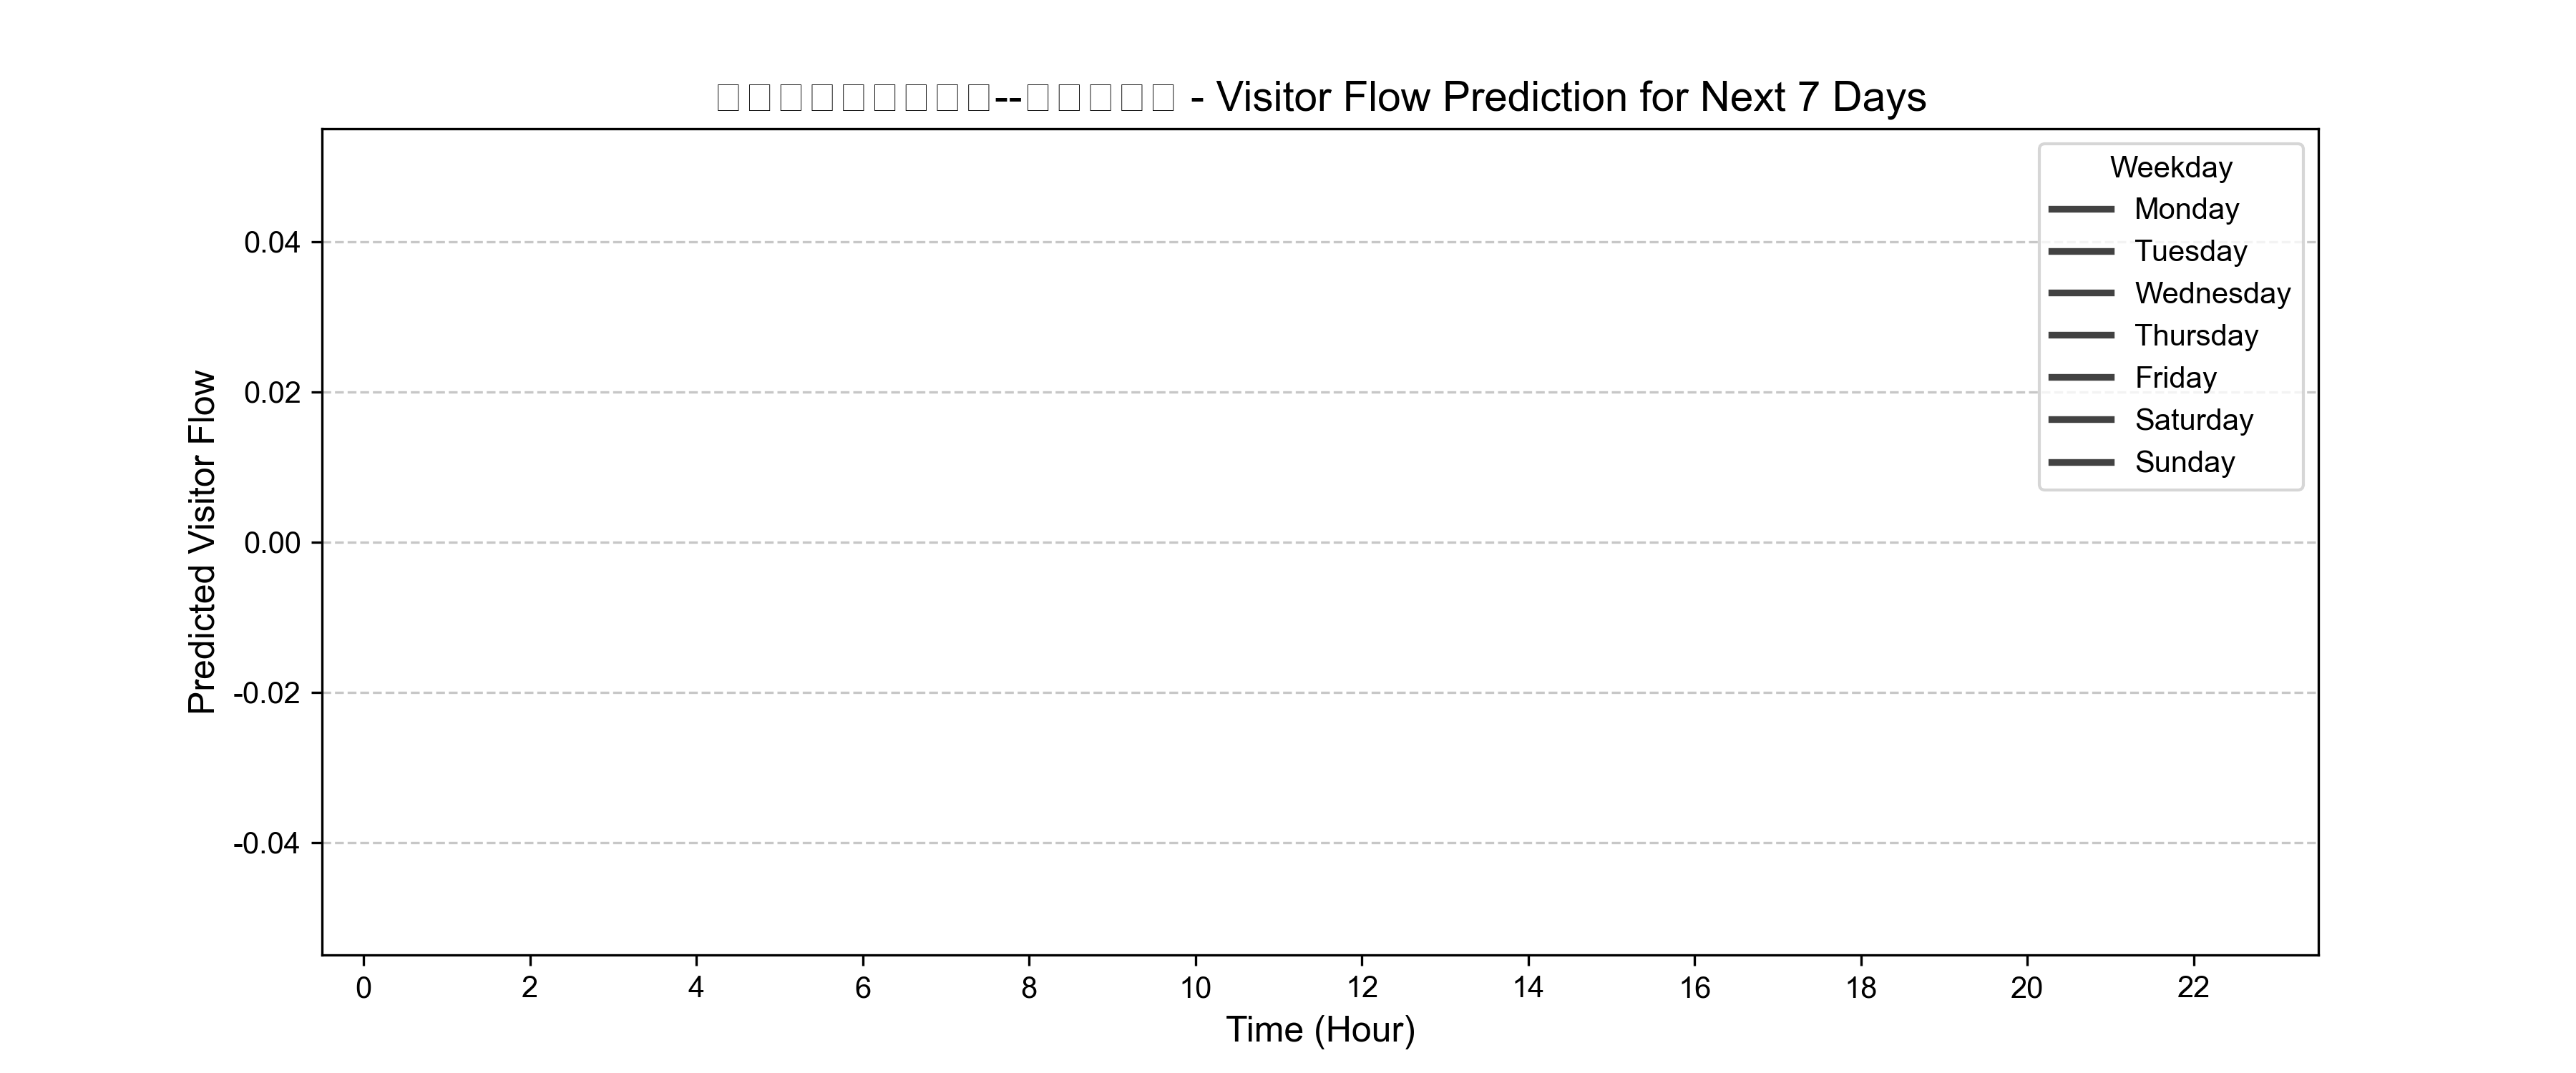 -- - Visitor Flow Prediction for Next 7 Days
Weekday
Monday
Tuesday
Wednesday
Thursday
Friday
Saturday
Sunday
Predicted Visitor Flow
0.04
0.02
0.00
-0.02
-0.04
0 2 4 6 8 10 12 14 16 18 20 22
Time (Hour)